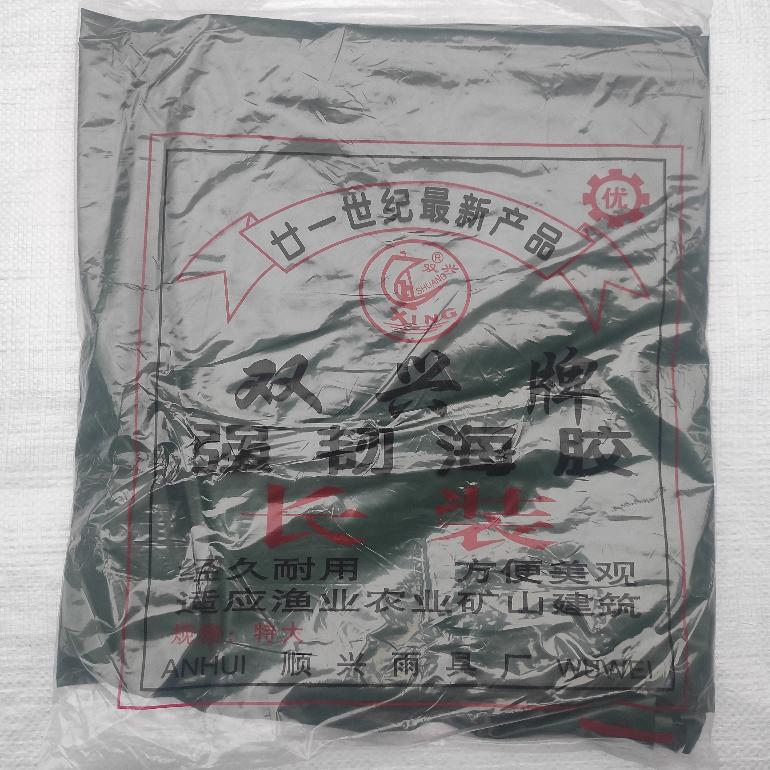 优
廿一世纪最新产品
®
双兴
SHUANG
XING
双兴牌
强韧海胶
长装
经久耐用 方便美观
适应渔业农业矿山建筑
规格：特大
ANHUI 顺兴雨具厂 WUWEI